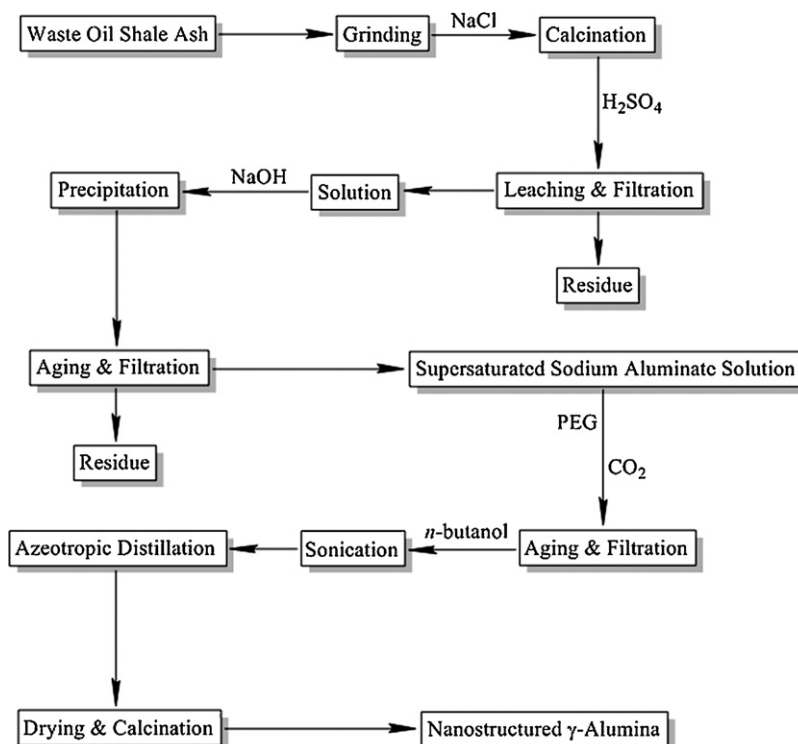 Waste Oil Shale Ash
Grinding
NaCl
Calcination
H₂SO₄
Leaching & Filtration
Solution
NaOH
Precipitation
Residue
Aging & Filtration
Supersaturated Sodium Aluminate Solution
Residue
PEG
CO₂
Aging & Filtration
n-butanol
Sonication
Azeotropic Distillation
Drying & Calcination
Nanostructured γ-Alumina